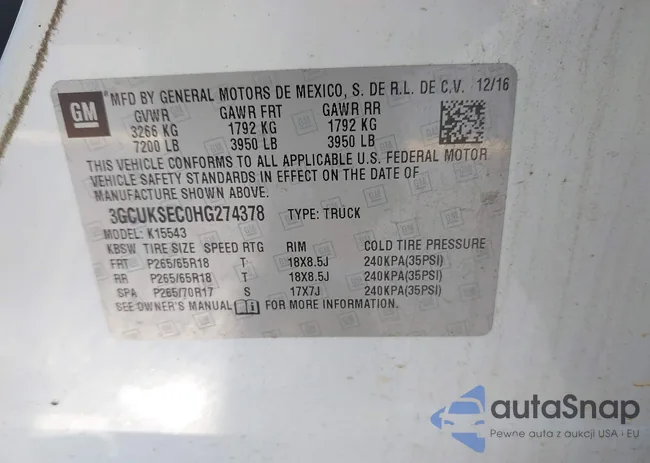 GM
MFD BY GENERAL MOTORS DE MEXICO, S. DE R.L. DE C.V. 12/16
GVWR GAWR FRT GAWR RR
3266 KG 1792 KG 1792 KG
7200 LB 3950 LB 3950 LB
THIS VEHICLE CONFORMS TO ALL APPLICABLE U.S. FEDERAL MOTOR
VEHICLE SAFETY STANDARDS IN EFFECT ON THE DATE OF
MANUFACTURE SHOWN ABOVE.
3GCUKSEC0HG274378 TYPE: TRUCK
MODEL: K15543
KBSW TIRE SIZE SPEED RTG RIM COLD TIRE PRESSURE
FRT P265/65R18 T 18X8.5J 240KPA(35PSI)
RR P265/65R18 T 18X8.5J 240KPA(35PSI)
SPA P265/70R17 S 17X7J 240KPA(35PSI)
SEE OWNER'S MANUAL FOR MORE INFORMATION.
autaSnap
Pewne auta z aukcji USA i EU